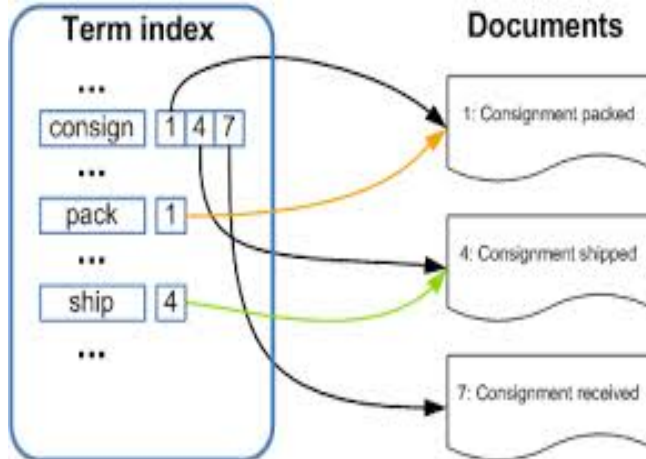 Term index
...
consign 1 4 7
...
pack 1
...
ship 4
...
Documents
1: Consignment packed
4: Consignment shipped
7: Consignment received